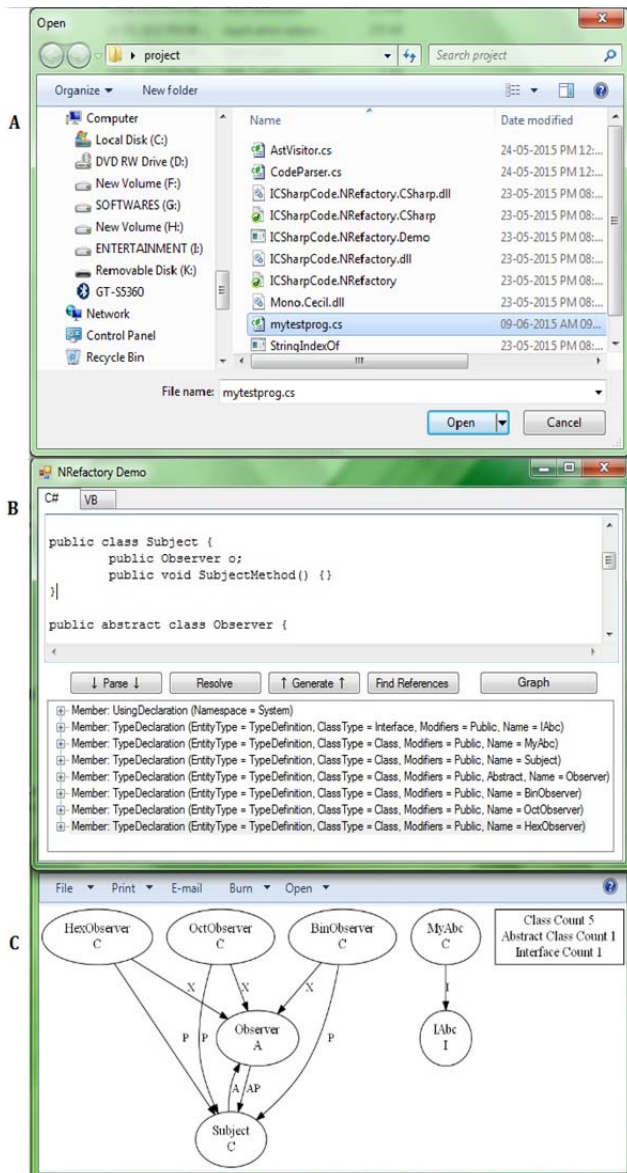 Open
project
Search project
Organize
New folder
A
Computer
Local Disk (C:)
DVD RW Drive (D:)
New Volume (F:)
SOFTWARES (G:)
New Volume (H:)
ENTERTAINMENT (I:)
Removable Disk (K:)
GT-S5360
Network
Control Panel
Recycle Bin
Name Date modified
AstVisitor.cs 24-05-2015 PM 12:...
CodeParser.cs 24-05-2015 PM 12:...
ICSharpCode.NRefactory.CSharp.dll 23-05-2015 PM 08:...
ICSharpCode.NRefactory.CSharp 23-05-2015 PM 08:...
ICSharpCode.NRefactory.Demo 23-05-2015 PM 08:...
ICSharpCode.NRefactory.dll 23-05-2015 PM 08:...
ICSharpCode.NRefactory 23-05-2015 PM 08:...
Mono.Cecil.dll 23-05-2015 PM 08:...
mytestprog.cs 09-06-2015 AM 09...
StringIndexOf 23-05-2015 PM 08:...
File name: mytestprog.cs
Open Cancel
NRefactory Demo
B
C# VB
public class Subject {
public Observer o;
public void SubjectMethod() {}
}
public abstract class Observer {
↓ Parse ↓ Resolve ↑ Generate ↑ Find References Graph
Member: UsingDeclaration (Namespace = System)
Member: TypeDeclaration (EntityType = TypeDefinition, ClassType = Interface, Modifiers = Public, Name = IAbc)
Member: TypeDeclaration (EntityType = TypeDefinition, ClassType = Class, Modifiers = Public, Name = MyAbc)
Member: TypeDeclaration (EntityType = TypeDefinition, ClassType = Class, Modifiers = Public, Name = Subject)
Member: TypeDeclaration (EntityType = TypeDefinition, ClassType = Class, Modifiers = Public, Abstract, Name = Observer)
Member: TypeDeclaration (EntityType = TypeDefinition, ClassType = Class, Modifiers = Public, Name = BinObserver)
Member: TypeDeclaration (EntityType = TypeDefinition, ClassType = Class, Modifiers = Public, Name = OctObserver)
Member: TypeDeclaration (EntityType = TypeDefinition, ClassType = Class, Modifiers = Public, Name = HexObserver)
File Print E-mail Burn Open
C
HexObserver
C
OctObserver
C
BinObserver
C
MyAbc
C
Class Count 5
Abstract Class Count 1
Interface Count 1
X X X I
P P P
Observer
A
IAbc
I
A AP
Subject
C